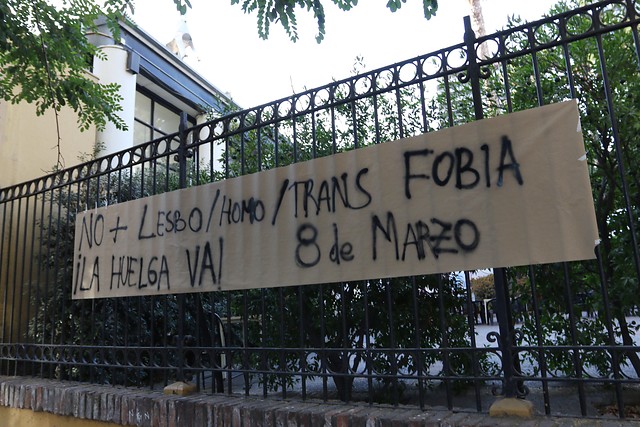 NO + LESBO/HOMO/TRANS FOBIA
¡LA HUELGA VA! 8 de MARZO